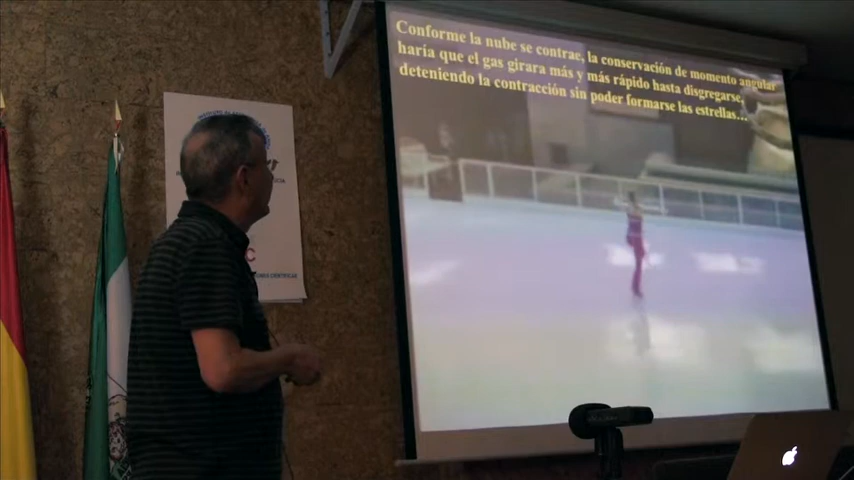 Conforme la nube se contrae, la conservación de momento angular
haría que el gas girara más y más rápido hasta disgregarse,
deteniendo la contracción sin poder formarse las estrellas...